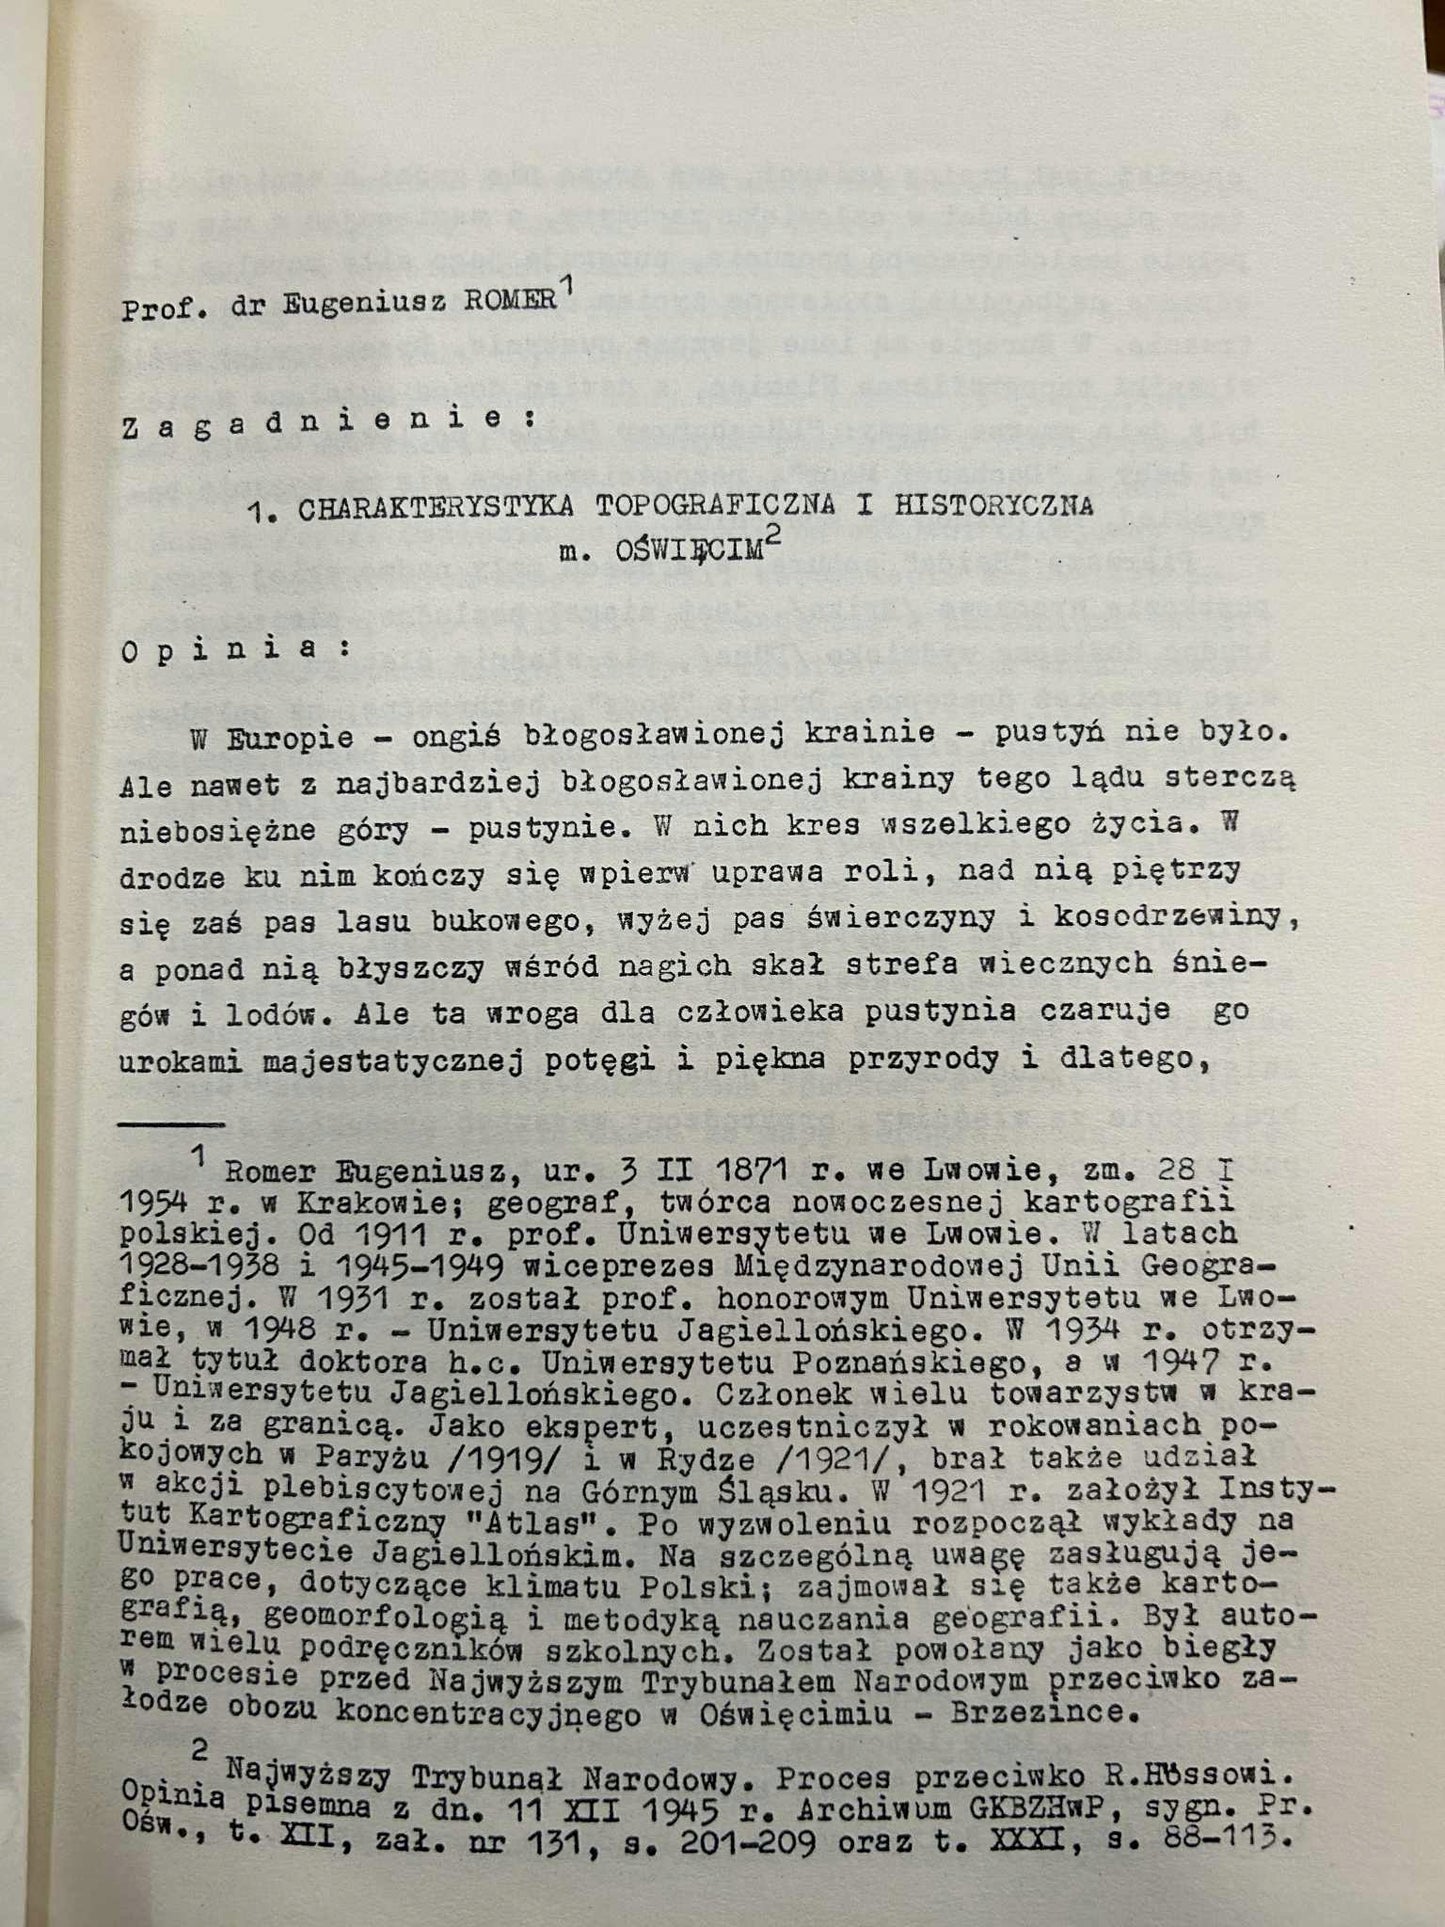 Prof. dr Eugeniusz ROMER1
Z a g a d n i e n i e :
1. CHARAKTERYSTYKA TOPOGRAFICZNA I HISTORYCZNA
m. OŚWIĘCIM2
O p i n i a :
W Europie - ongiś błogosławionej krainie - pustyń nie było.
Ale nawet z najbardziej błogosławionej krainy tego lądu sterczą
niebosiężne góry - pustynie. W nich kres wszelkiego życia. W
drodze ku nim kończy się wpierw uprawa roli, nad nią piętrzy
się zaś pas lasu bukowego, wyżej pas świerczyny i kosodrzewiny,
a ponad nią błyszczy wśród nagich skał strefa wiecznych śnie-
gów i lodów. Ale ta wroga dla człowieka pustynia czaruje go
urokami majestatycznej potęgi i piękna przyrody i dlatego,
1 Romer Eugeniusz, ur. 3 II 1871 r. we Lwowie, zm. 28 I
1954 r. w Krakowie; geograf, twórca nowoczesnej kartografii
polskiej. Od 1911 r. prof. Uniwersytetu we Lwowie. W latach
1928-1938 i 1945-1949 wiceprezes Międzynarodowej Unii Geogra-
ficznej. W 1931 r. został prof. honorowym Uniwersytetu we Lwo-
wie, w 1948 r. - Uniwersytetu Jagiellońskiego. W 1934 r. otrzy-
mał tytuł doktora h.c. Uniwersytetu Poznańskiego, a w 1947 r.
- Uniwersytetu Jagiellońskiego. Członek wielu towarzystw w kra-
ju i za granicą. Jako ekspert, uczestniczył w rokowaniach po-
kojowych w Paryżu /1919/ i w Rydze /1921/, brał także udział
w akcji plebiscytowej na Górnym Śląsku. W 1921 r. założył Insty-
tut Kartograficzny "Atlas". Po wyzwoleniu rozpoczął wykłady na
Uniwersytecie Jagiellońskim. Na szczególną uwagę zasługują je-
go prace, dotyczące klimatu Polski; zajmował się także karto-
grafią, geomorfologią i metodyką nauczania geografii. Był auto-
rem wielu podręczników szkolnych. Został powołany jako biegły
w procesie przed Najwyższym Trybunałem Narodowym przeciwko za-
łodze obozu koncentracyjnego w Oświęcimiu - Brzezince.
2 Najwyższy Trybunał Narodowy. Proces przeciwko R.Hössowi.
Opinia pisemna z dn. 11 XII 1945 r. Archiwum GKBZHwP, sygn. Pr.
Ośw., t. XII, zał. nr 131, s. 201-209 oraz t. XXXI, s. 88-113.